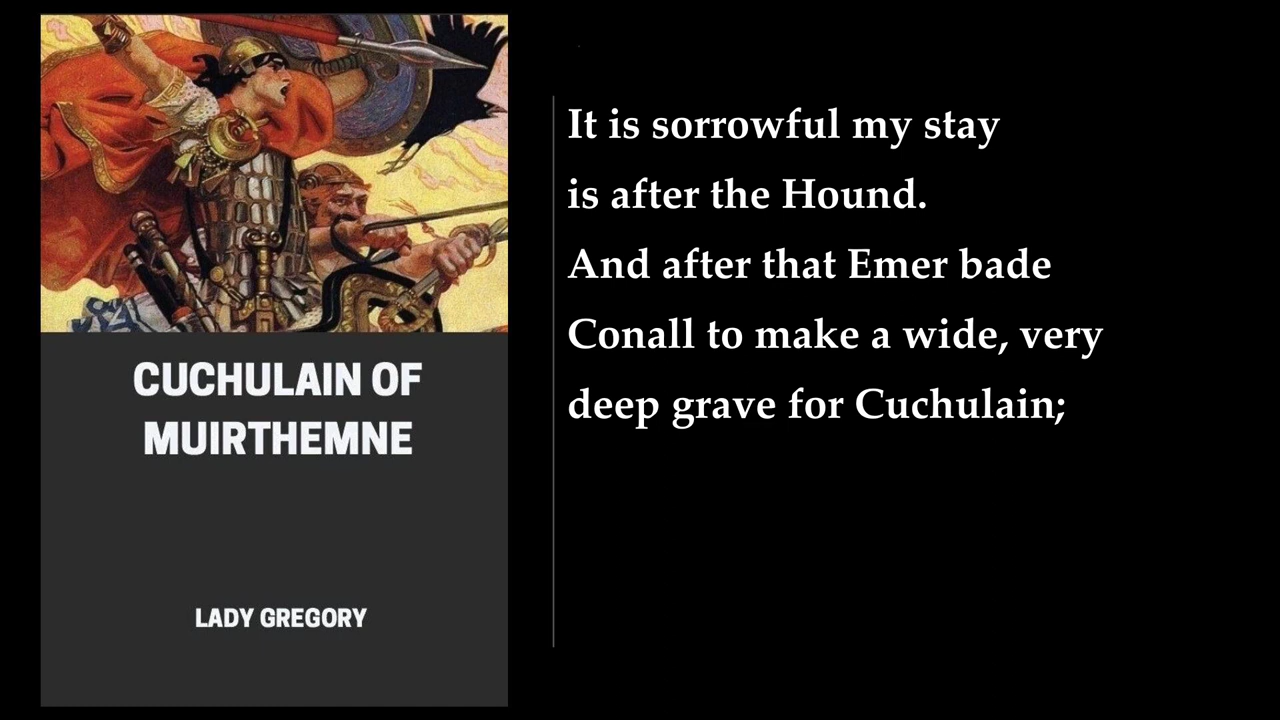 CUCHULAIN OF
MUIRTHEMNE
LADY GREGORY
It is sorrowful my stay
is after the Hound.
And after that Emer bade
Conall to make a wide, very
deep grave for Cuchulain;